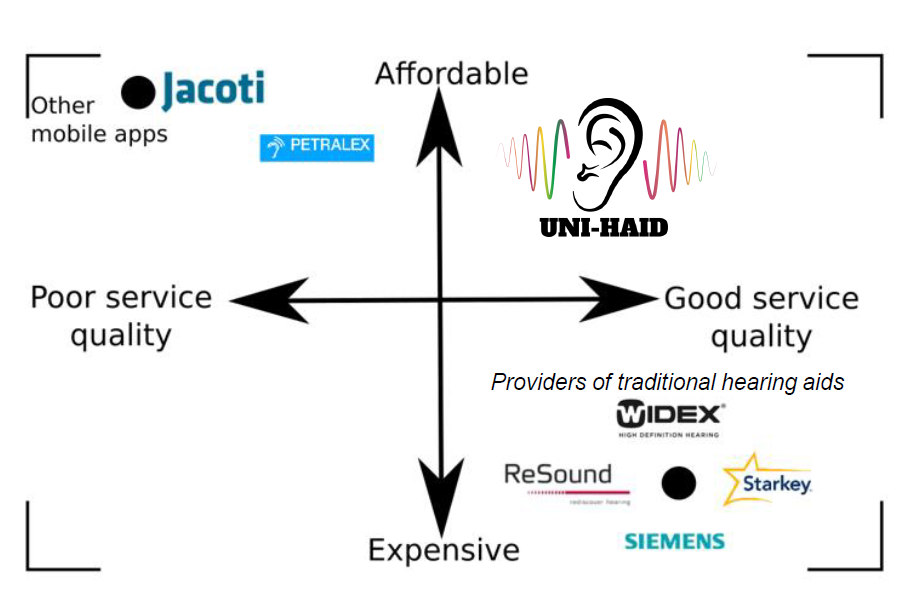 Affordable
Jacoti
Other
mobile apps
PETRALEX
UNI-HAID
Poor service
quality
Good service
quality
Providers of traditional hearing aids
WIDEX®
HIGH DEFINITION HEARING
ReSound
rediscover hearing
Starkey.
SIEMENS
Expensive